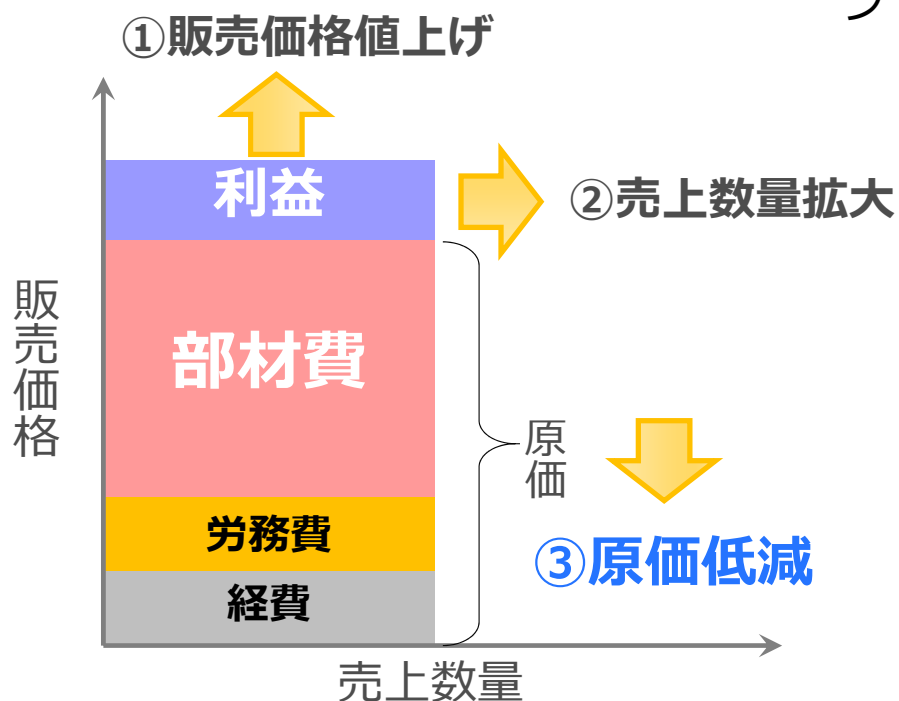 ①販売価格値上げ
利益
②売上数量拡大
販売価格
部材費
原価
労務費
③原価低減
経費
売上数量